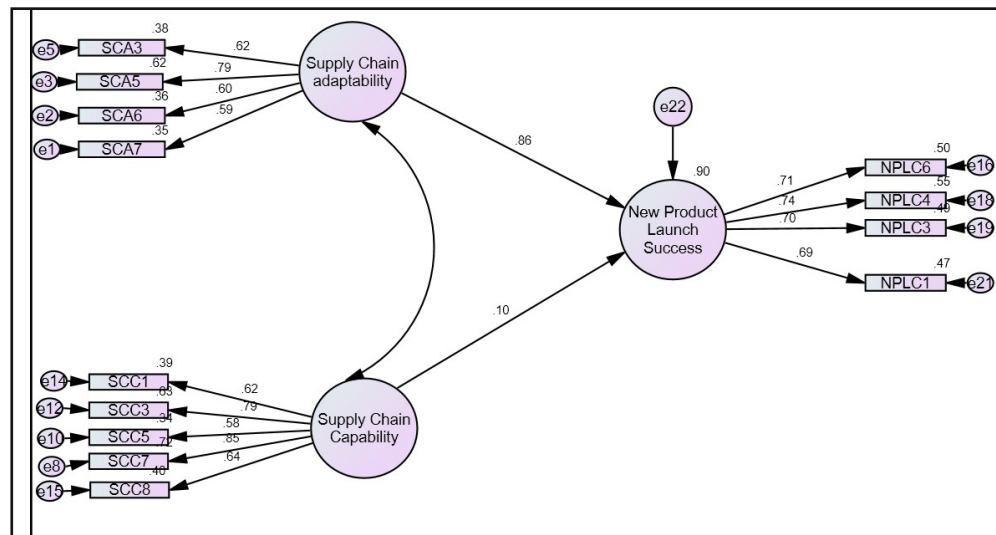 .38
e5 SCA3
.62
.62
e3 SCA5
.79
.36
e2 SCA6
.60
.35
e1 SCA7
.59
Supply Chain
adaptability
.86
e22
.90
New Product
Launch
Success
.50
.71
NPLC6 e16
.55
.74
NPLC4 e18
.49
.70
NPLC3 e19
.47
.69
NPLC1 e21
.10
.39
e14 SCC1
.62
.63
e12 SCC3
.79
.34
e10 SCC5
.58
.72
e8 SCC7
.85
.40
e15 SCC8
.64
Supply Chain
Capability